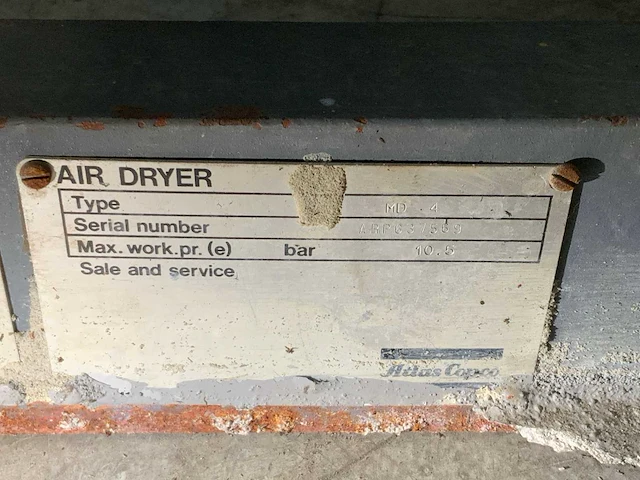 AIR DRYER
Type MD 4
Serial number
Max. work.pr. (e) bar 10.5
Sale and service
Atlas Copco